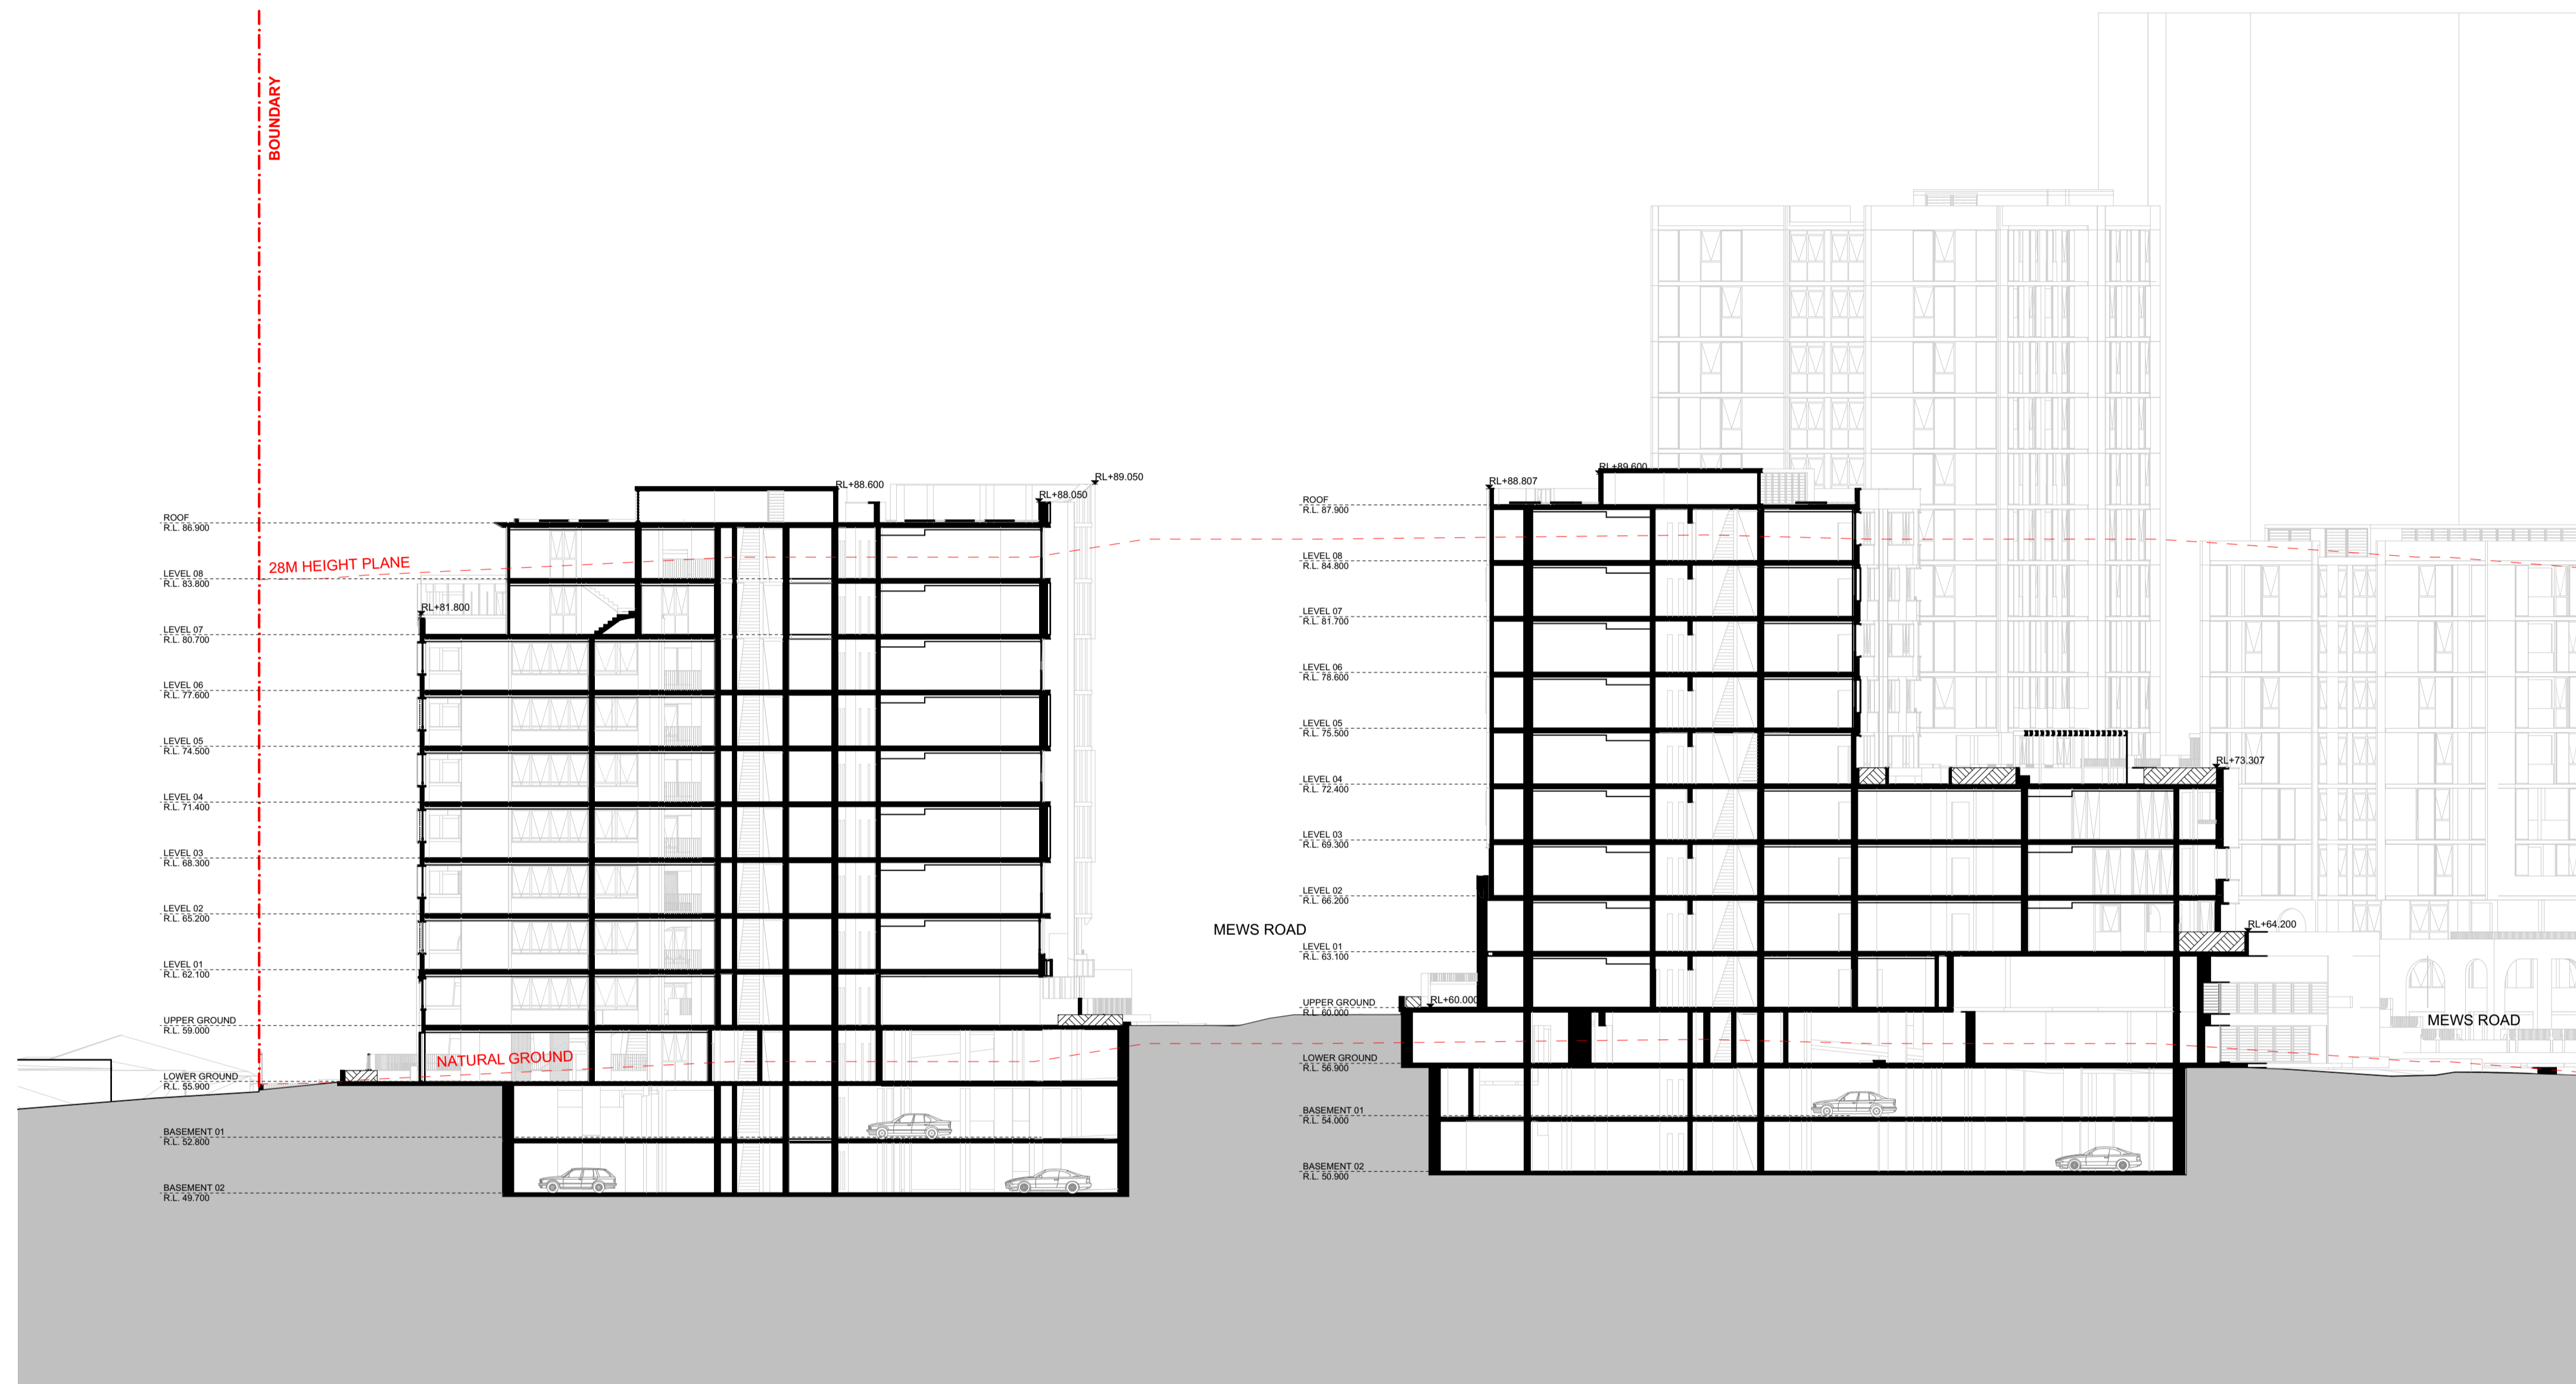 BOUNDARY
28M HEIGHT PLANE
NATURAL GROUND
ROOF
R.L. 86.900
LEVEL 08
R.L. 83.800
LEVEL 07
R.L. 80.700
LEVEL 06
R.L. 77.600
LEVEL 05
R.L. 74.500
LEVEL 04
R.L. 71.400
LEVEL 03
R.L. 68.300
LEVEL 02
R.L. 65.200
LEVEL 01
R.L. 62.100
UPPER GROUND
R.L. 59.000
LOWER GROUND
R.L. 55.900
BASEMENT 01
R.L. 52.800
BASEMENT 02
R.L. 49.700
RL+81.800
RL+88.600
RL+88.050
RL+89.050
MEWS ROAD
ROOF
R.L. 87.900
LEVEL 08
R.L. 84.800
LEVEL 07
R.L. 81.700
LEVEL 06
R.L. 78.600
LEVEL 05
R.L. 75.500
LEVEL 04
R.L. 72.400
LEVEL 03
R.L. 69.300
LEVEL 02
R.L. 66.200
LEVEL 01
R.L. 63.100
UPPER GROUND
R.L. 60.000
LOWER GROUND
R.L. 56.900
BASEMENT 01
R.L. 54.000
BASEMENT 02
R.L. 50.900
RL+88.807
RL+89.600
RL+60.000
RL+73.307
RL+64.200
MEWS ROAD